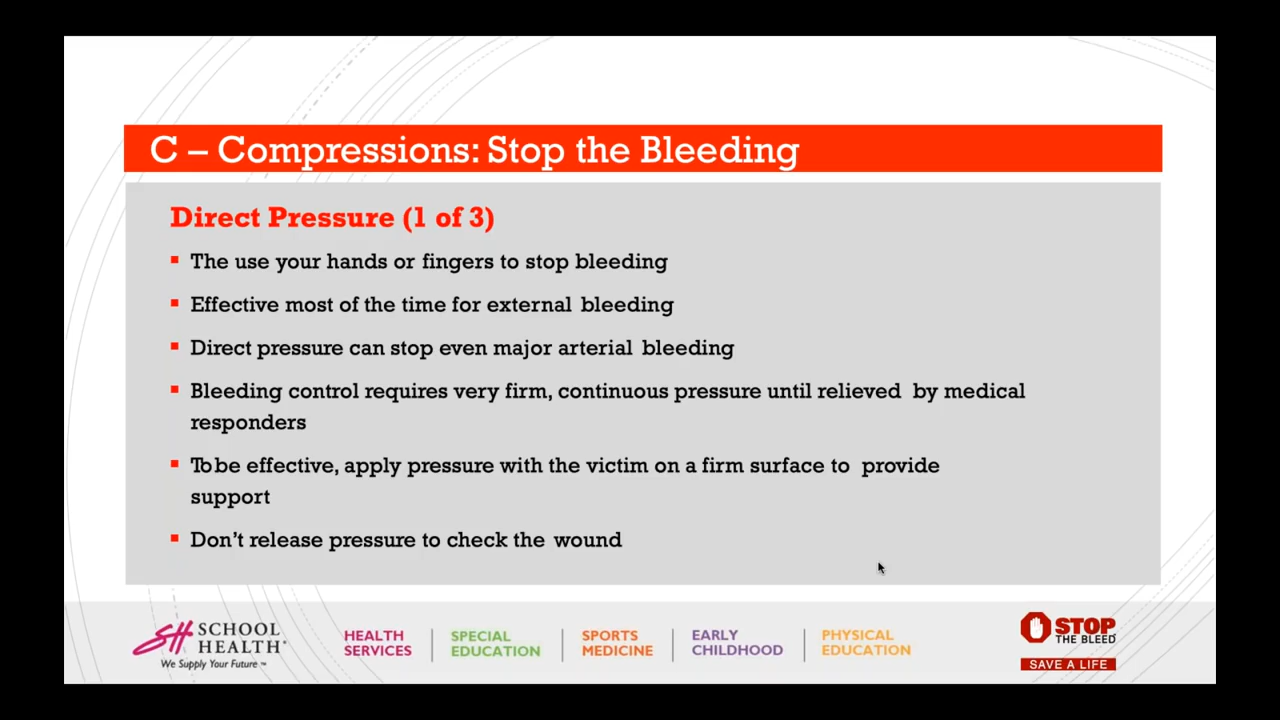 C – Compressions: Stop the Bleeding
Direct Pressure (1 of 3)
▪ The use your hands or fingers to stop bleeding
▪ Effective most of the time for external bleeding
▪ Direct pressure can stop even major arterial bleeding
▪ Bleeding control requires very firm, continuous pressure until relieved by medical
responders
▪ To be effective, apply pressure with the victim on a firm surface to provide
support
▪ Don't release pressure to check the wound
SH SCHOOL
HEALTH
We Supply Your Future ™
HEALTH
SERVICES
SPECIAL
EDUCATION
SPORTS
MEDICINE
EARLY
CHILDHOOD
PHYSICAL
EDUCATION
STOP
THE BLEED
SAVE A LIFE